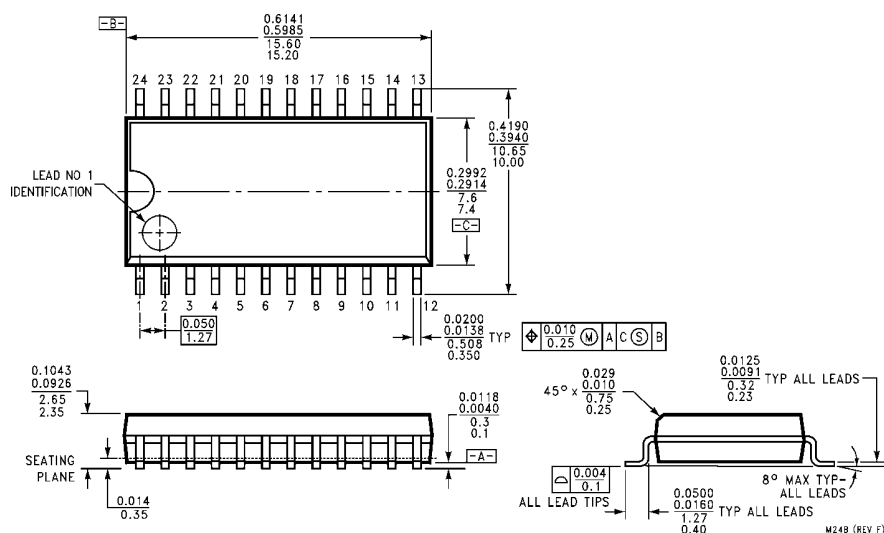 -B-
0.6141
0.5985
15.60
15.20
24 23 22 21 20 19 18 17 16 15 14 13
LEAD NO 1
IDENTIFICATION
0.2992
0.2914
7.6
7.4
-C-
0.4190
0.3940
10.65
10.00
1 2 3 4 5 6 7 8 9 10 11 12
0.050
1.27
0.0200
0.0138
0.508
0.350
TYP
⌖ 0.010 0.25 Ⓜ A C Ⓢ B
0.1043
0.0926
2.65
2.35
SEATING
PLANE
0.014
0.35
0.0118
0.0040
0.3
0.1
-A-
45° x
0.029
0.010
0.75
0.25
0.0125
0.0091
0.32
0.23
TYP ALL LEADS
0.004
0.1
ALL LEAD TIPS
0.0500
0.0160
1.27
0.40
TYP ALL LEADS
8° MAX TYP-
ALL LEADS
M24B (REV F)